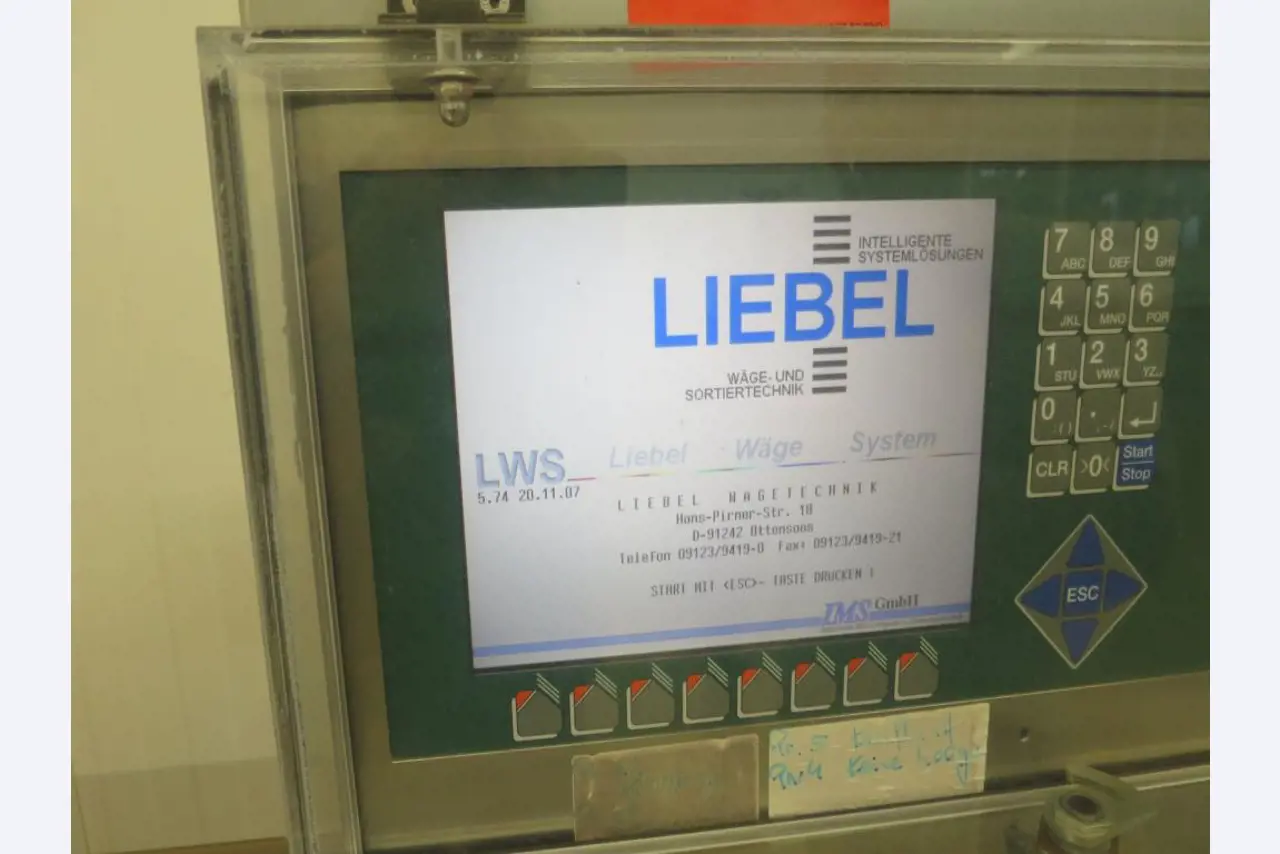 INTELLIGENTE
SYSTEMLÖSUNGEN
LIEBEL
WÄGE-UND
SORTIERTECHNIK
LWS Liebel Wäge System
5.74 20.11.07
LIEBEL WAGETECHNIK
Hans-Pirner-Str. 18
D-91242 Ottensoos
Telefon 09123/9419-0 Fax: 09123/9419-21
START MIT <ESC>- TASTE DRUCKEN !
LMS GmbH
7 ABC 8 DEF 9 GHI
4 JKL 5 MNO 6 PQR
1 STU 2 VWX 3 YZ..
0 .
CLR >0< Start
Stop
ESC
Keine